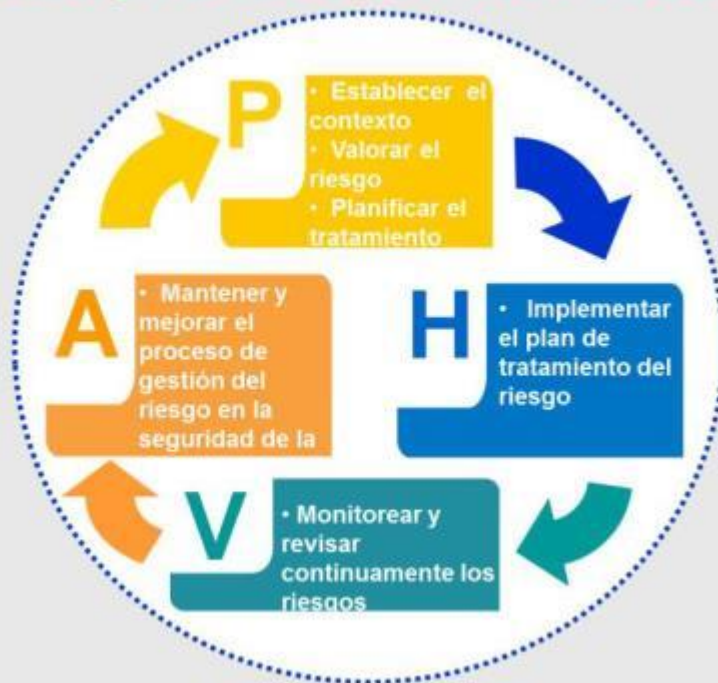 P
• Establecer el
contexto
• Valorar el
riesgo
• Planificar el
tratamiento
H
• Implementar
el plan de
tratamiento del
riesgo
V
• Monitorear y
revisar
continuamente los
riesgos
A
• Mantener y
mejorar el
proceso de
gestión del
riesgo en la
seguridad de la